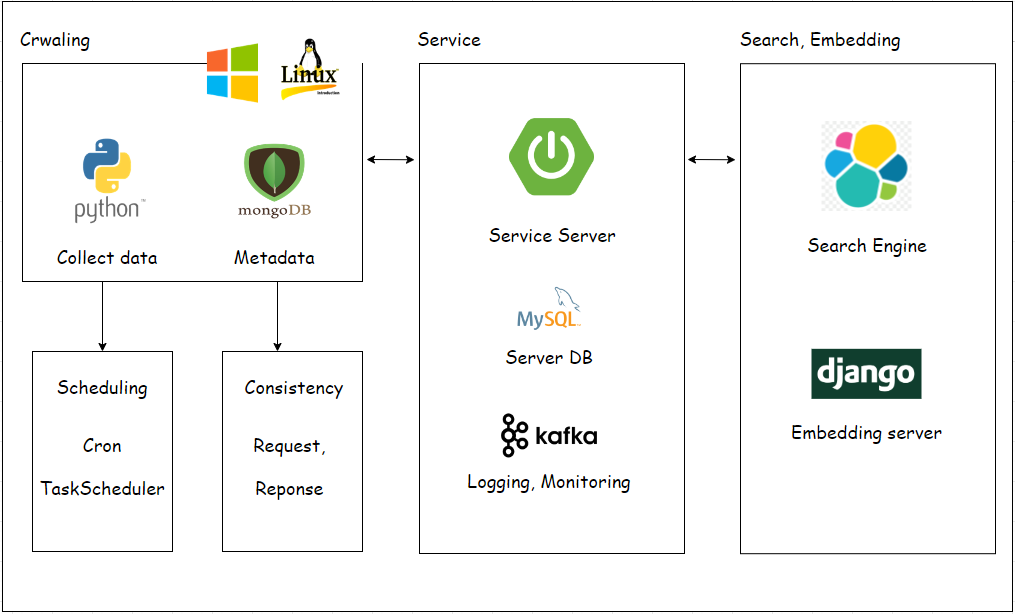 Crwaling
Service
Search, Embedding
Linux
Introduction
python™
mongoDB
Collect data
Metadata
Service Server
Search Engine
MySQL
Server DB
django
Embedding server
kafka
Logging, Monitoring
Scheduling
Cron
TaskScheduler
Consistency
Request,
Reponse